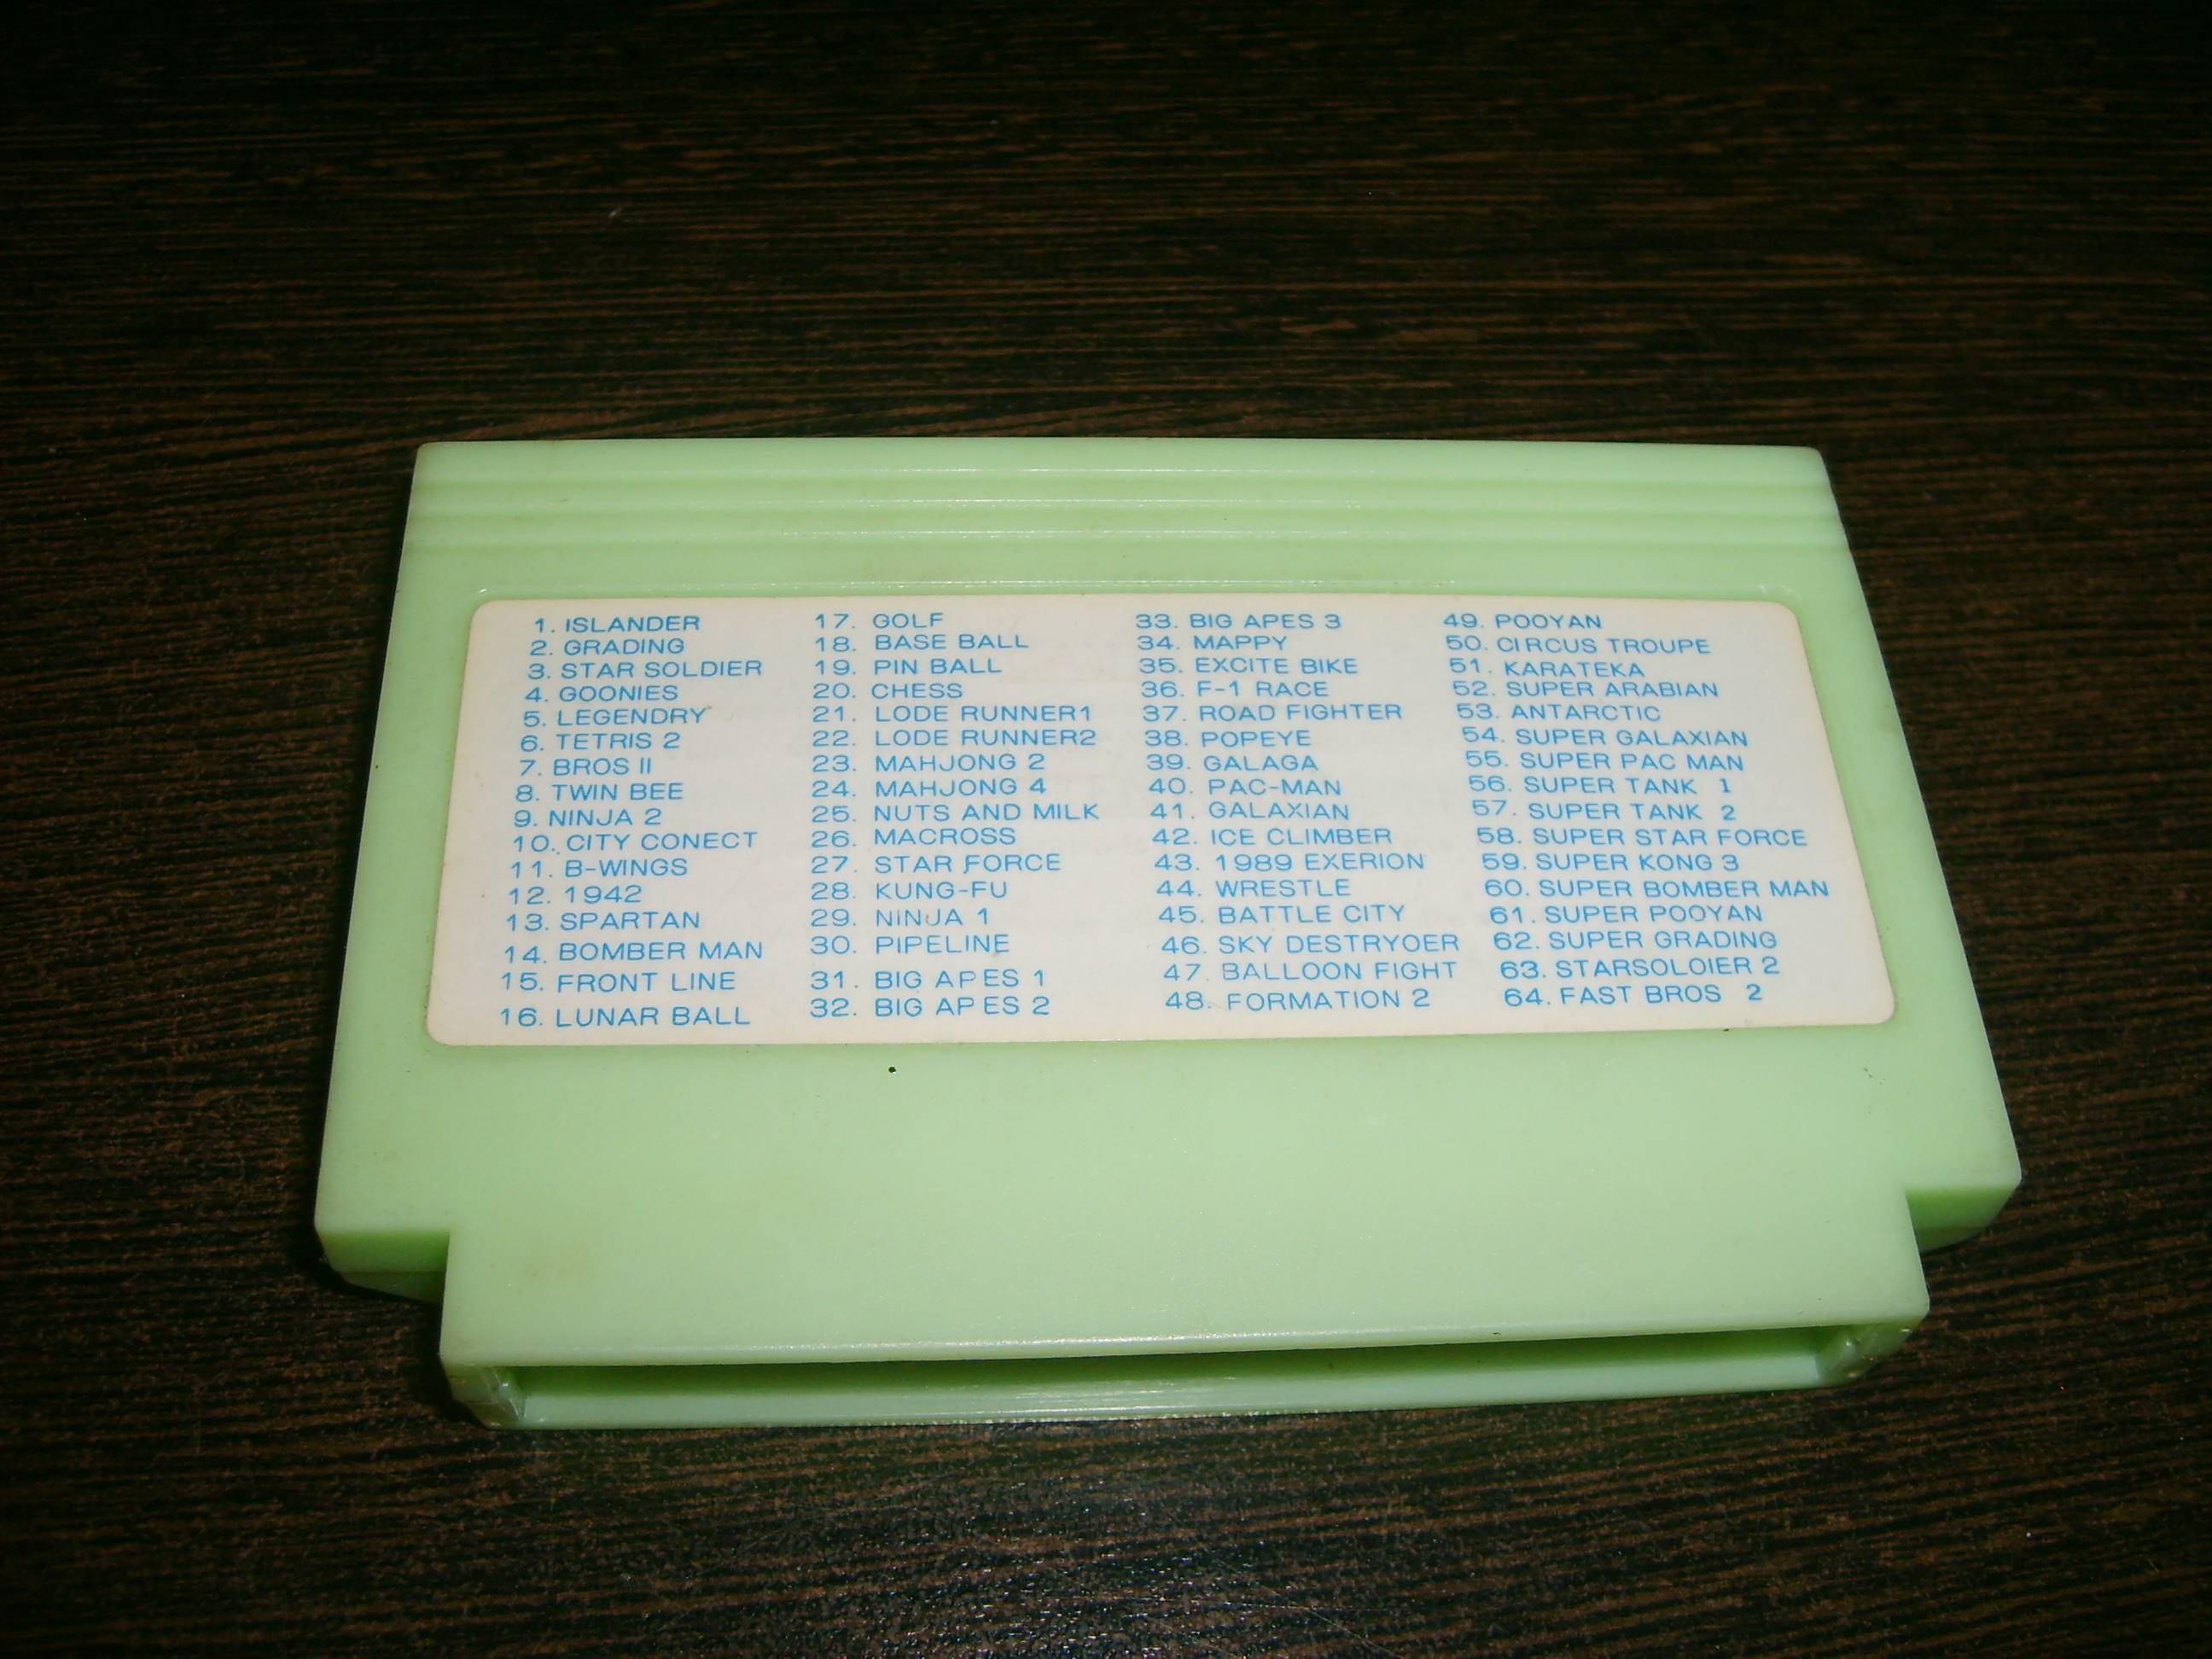 1. ISLANDER
2. GRADING
3. STAR SOLDIER
4. GOONIES
5. LEGENDRY
6. TETRIS 2
7. BROS II
8. TWIN BEE
9. NINJA 2
10. CITY CONECT
11. B-WINGS
12. 1942
13. SPARTAN
14. BOMBER MAN
15. FRONT LINE
16. LUNAR BALL
17. GOLF
18. BASE BALL
19. PIN BALL
20. CHESS
21. LODE RUNNER1
22. LODE RUNNER2
23. MAHJONG 2
24. MAHJONG 4
25. NUTS AND MILK
26. MACROSS
27. STAR FORCE
28. KUNG-FU
29. NINJA 1
30. PIPELINE
31. BIG APES 1
32. BIG APES 2
33. BIG APES 3
34. MAPPY
35. EXCITE BIKE
36. F-1 RACE
37. ROAD FIGHTER
38. POPEYE
39. GALAGA
40. PAC-MAN
41. GALAXIAN
42. ICE CLIMBER
43. 1989 EXERION
44. WRESTLE
45. BATTLE CITY
46. SKY DESTRYOER
47. BALLOON FIGHT
48. FORMATION 2
49. POOYAN
50. CIRCUS TROUPE
51. KARATEKA
52. SUPER ARABIAN
53. ANTARCTIC
54. SUPER GALAXIAN
55. SUPER PAC MAN
56. SUPER TANK 1
57. SUPER TANK 2
58. SUPER STAR FORCE
59. SUPER KONG 3
60. SUPER BOMBER MAN
61. SUPER POOYAN
62. SUPER GRADING
63. STARSOLOIER 2
64. FAST BROS 2